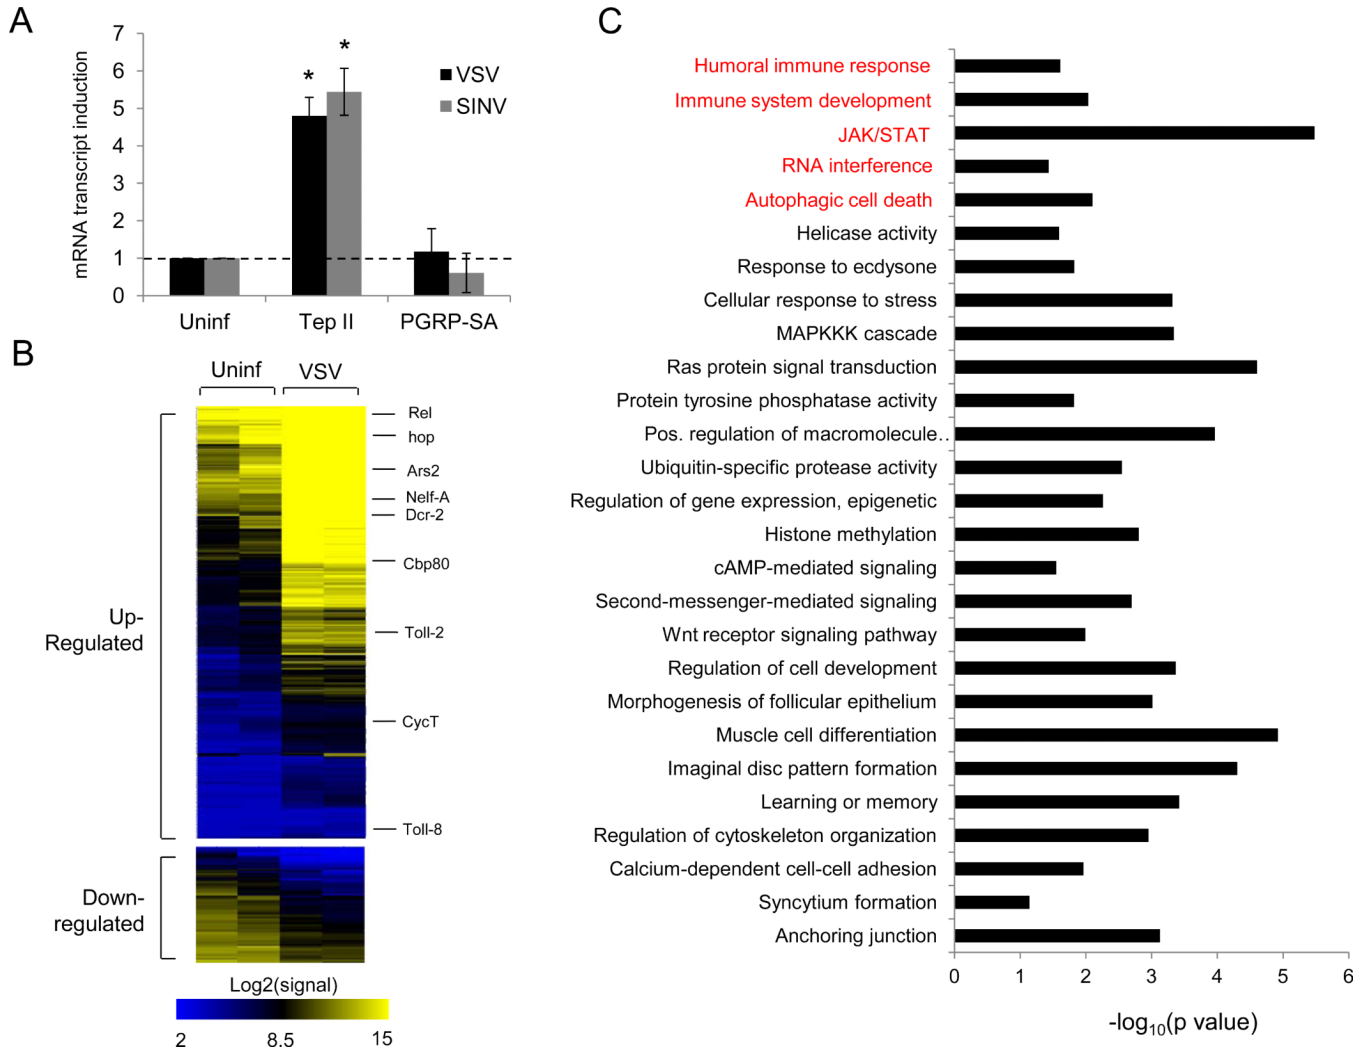 A
mRNA transcript induction
7
6
5
4
3
2
1
0
*
*
VSV
SINV
Uninf
Tep II
PGRP-SA
B
Uninf
VSV
Up-
Regulated
Down-
regulated
Rel
hop
Ars2
Nelf-A
Dcr-2
Cbp80
Toll-2
CycT
Toll-8
Log2(signal)
2
8.5
15
C
Humoral immune response
Immune system development
JAK/STAT
RNA interference
Autophagic cell death
Helicase activity
Response to ecdysone
Cellular response to stress
MAPKKK cascade
Ras protein signal transduction
Protein tyrosine phosphatase activity
Pos. regulation of macromolecule..
Ubiquitin-specific protease activity
Regulation of gene expression, epigenetic
Histone methylation
cAMP-mediated signaling
Second-messenger-mediated signaling
Wnt receptor signaling pathway
Regulation of cell development
Morphogenesis of follicular epithelium
Muscle cell differentiation
Imaginal disc pattern formation
Learning or memory
Regulation of cytoskeleton organization
Calcium-dependent cell-cell adhesion
Syncytium formation
Anchoring junction
0 1 2 3 4 5 6
-log10(p value)